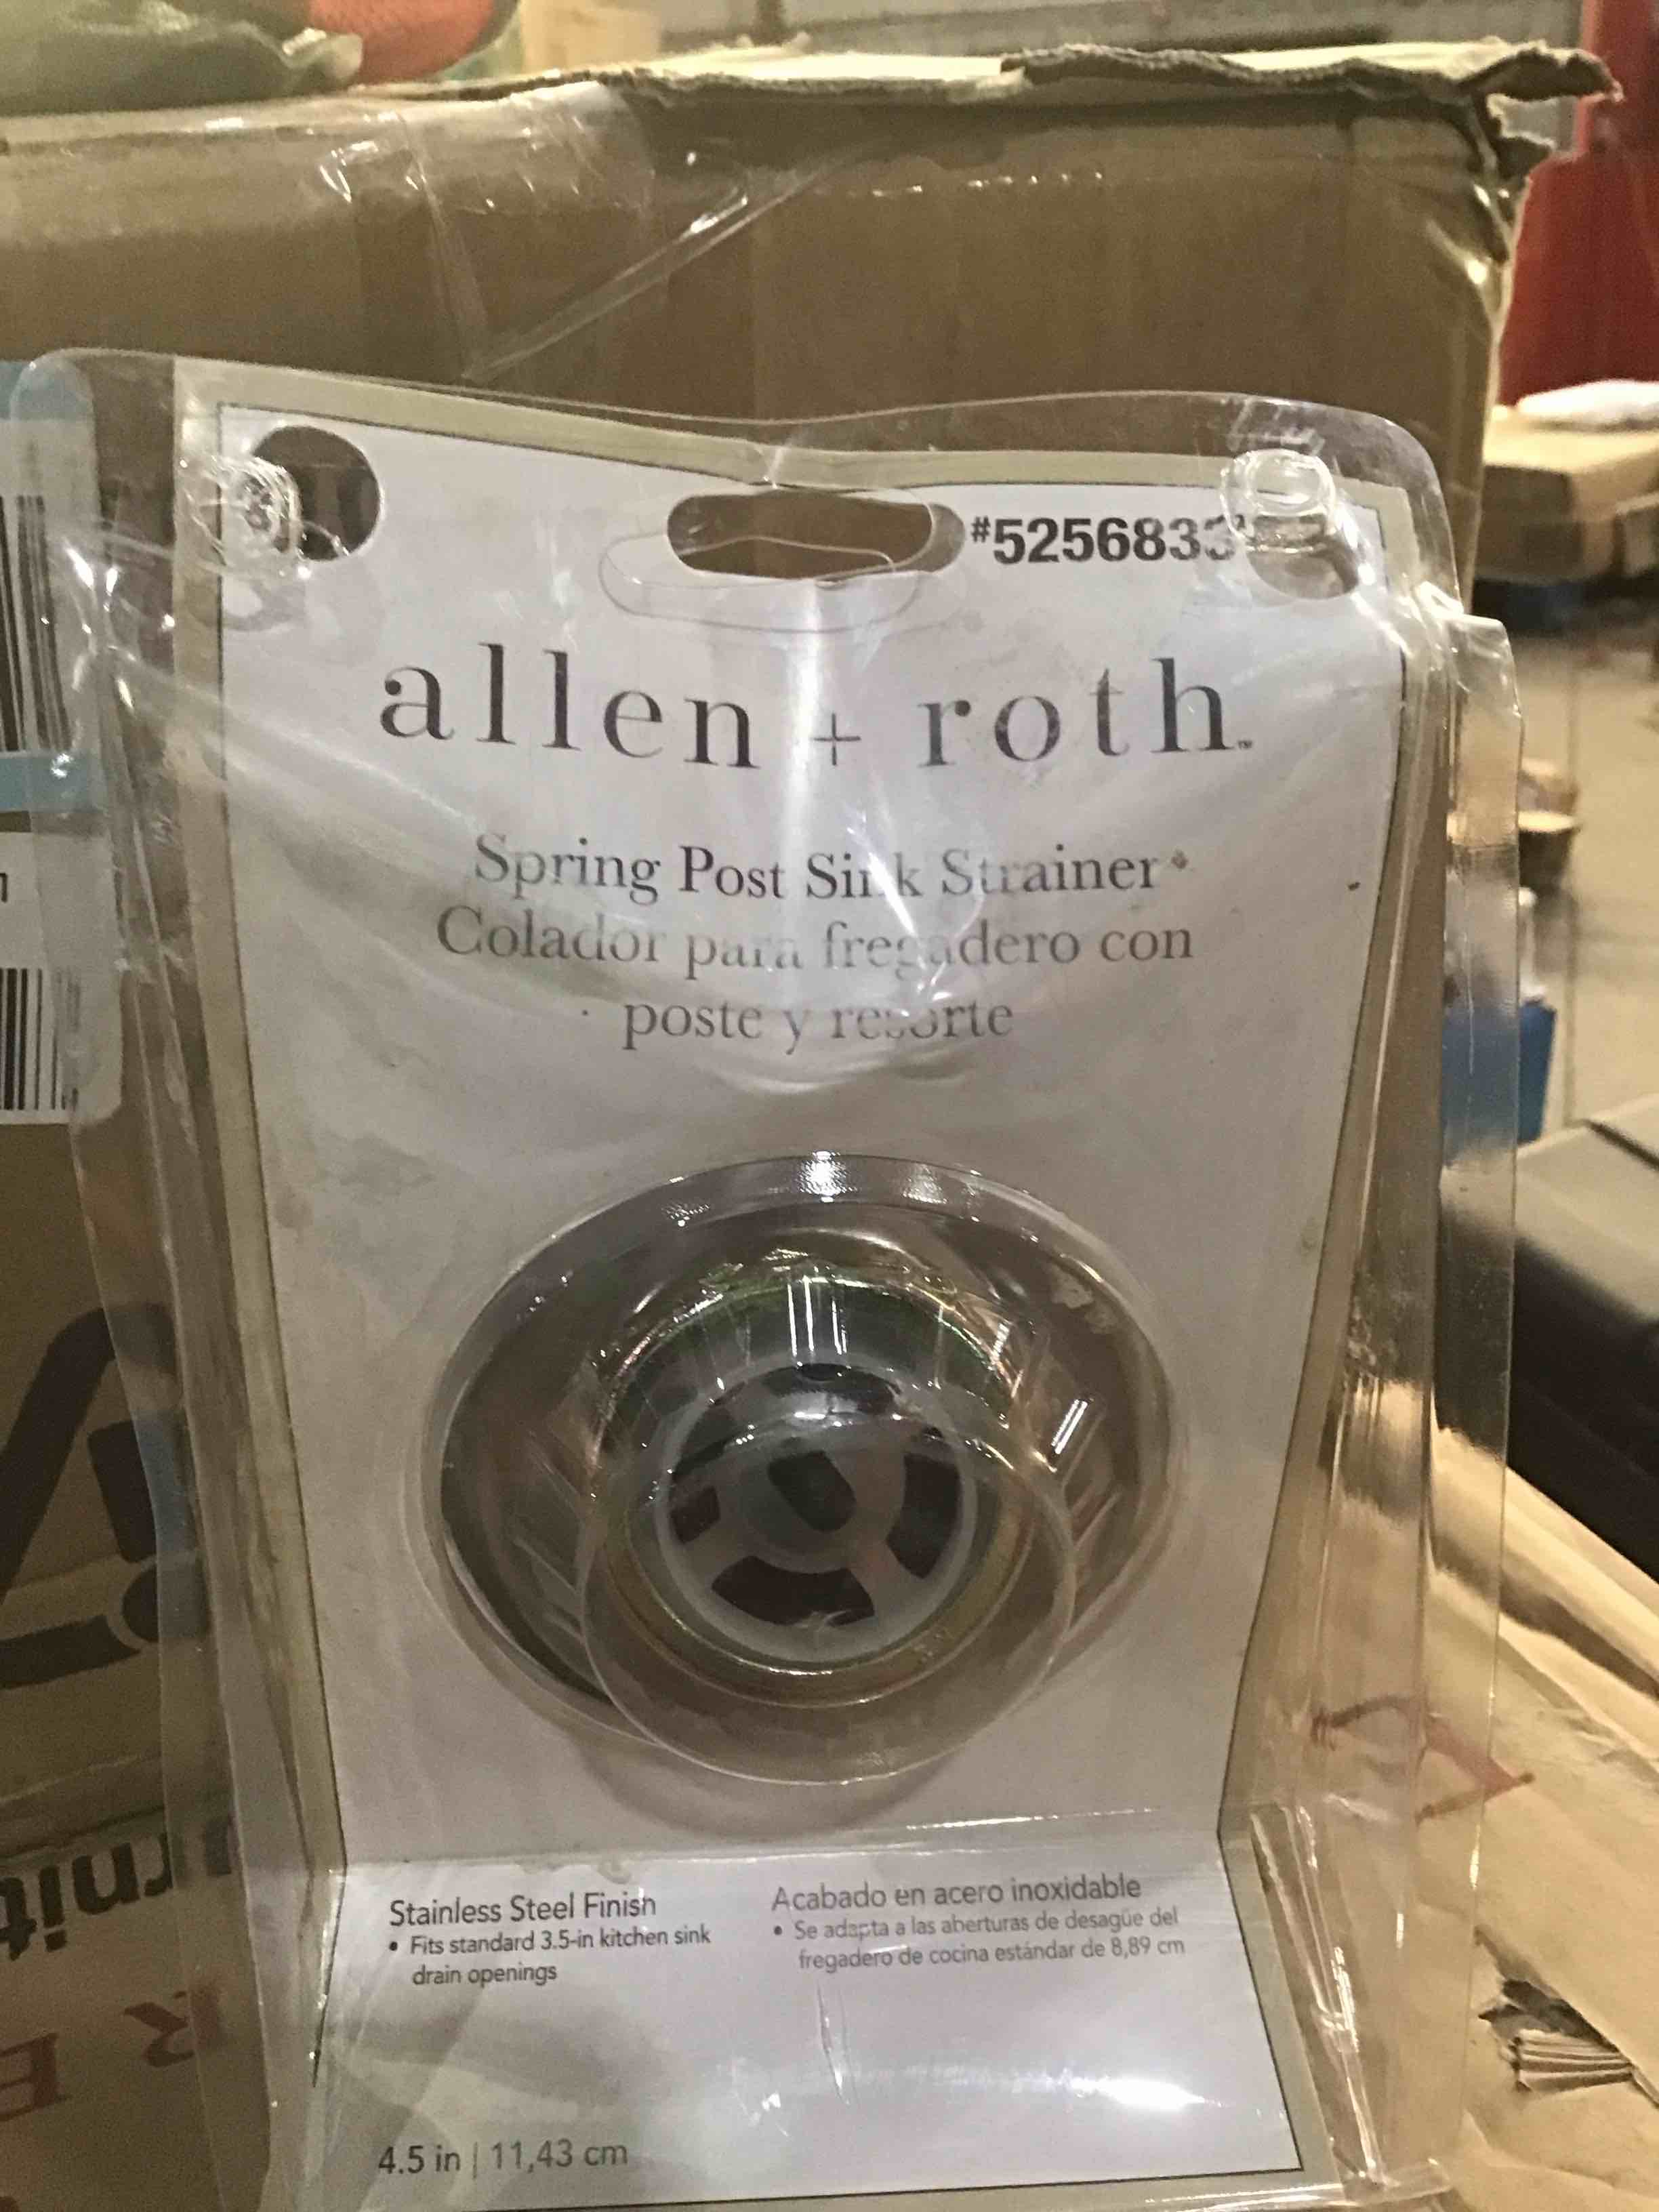 allen + roth™
Spring Post Sink Strainer
Colador para fregadero con
poste y resorte
Stainless Steel Finish
• Fits standard 3.5-in kitchen sink
drain openings
Acabado en acero inoxidable
• Se adapta a las aberturas de desagüe del
fregadero de cocina estándar de 8,89 cm
4.5 in | 11,43 cm